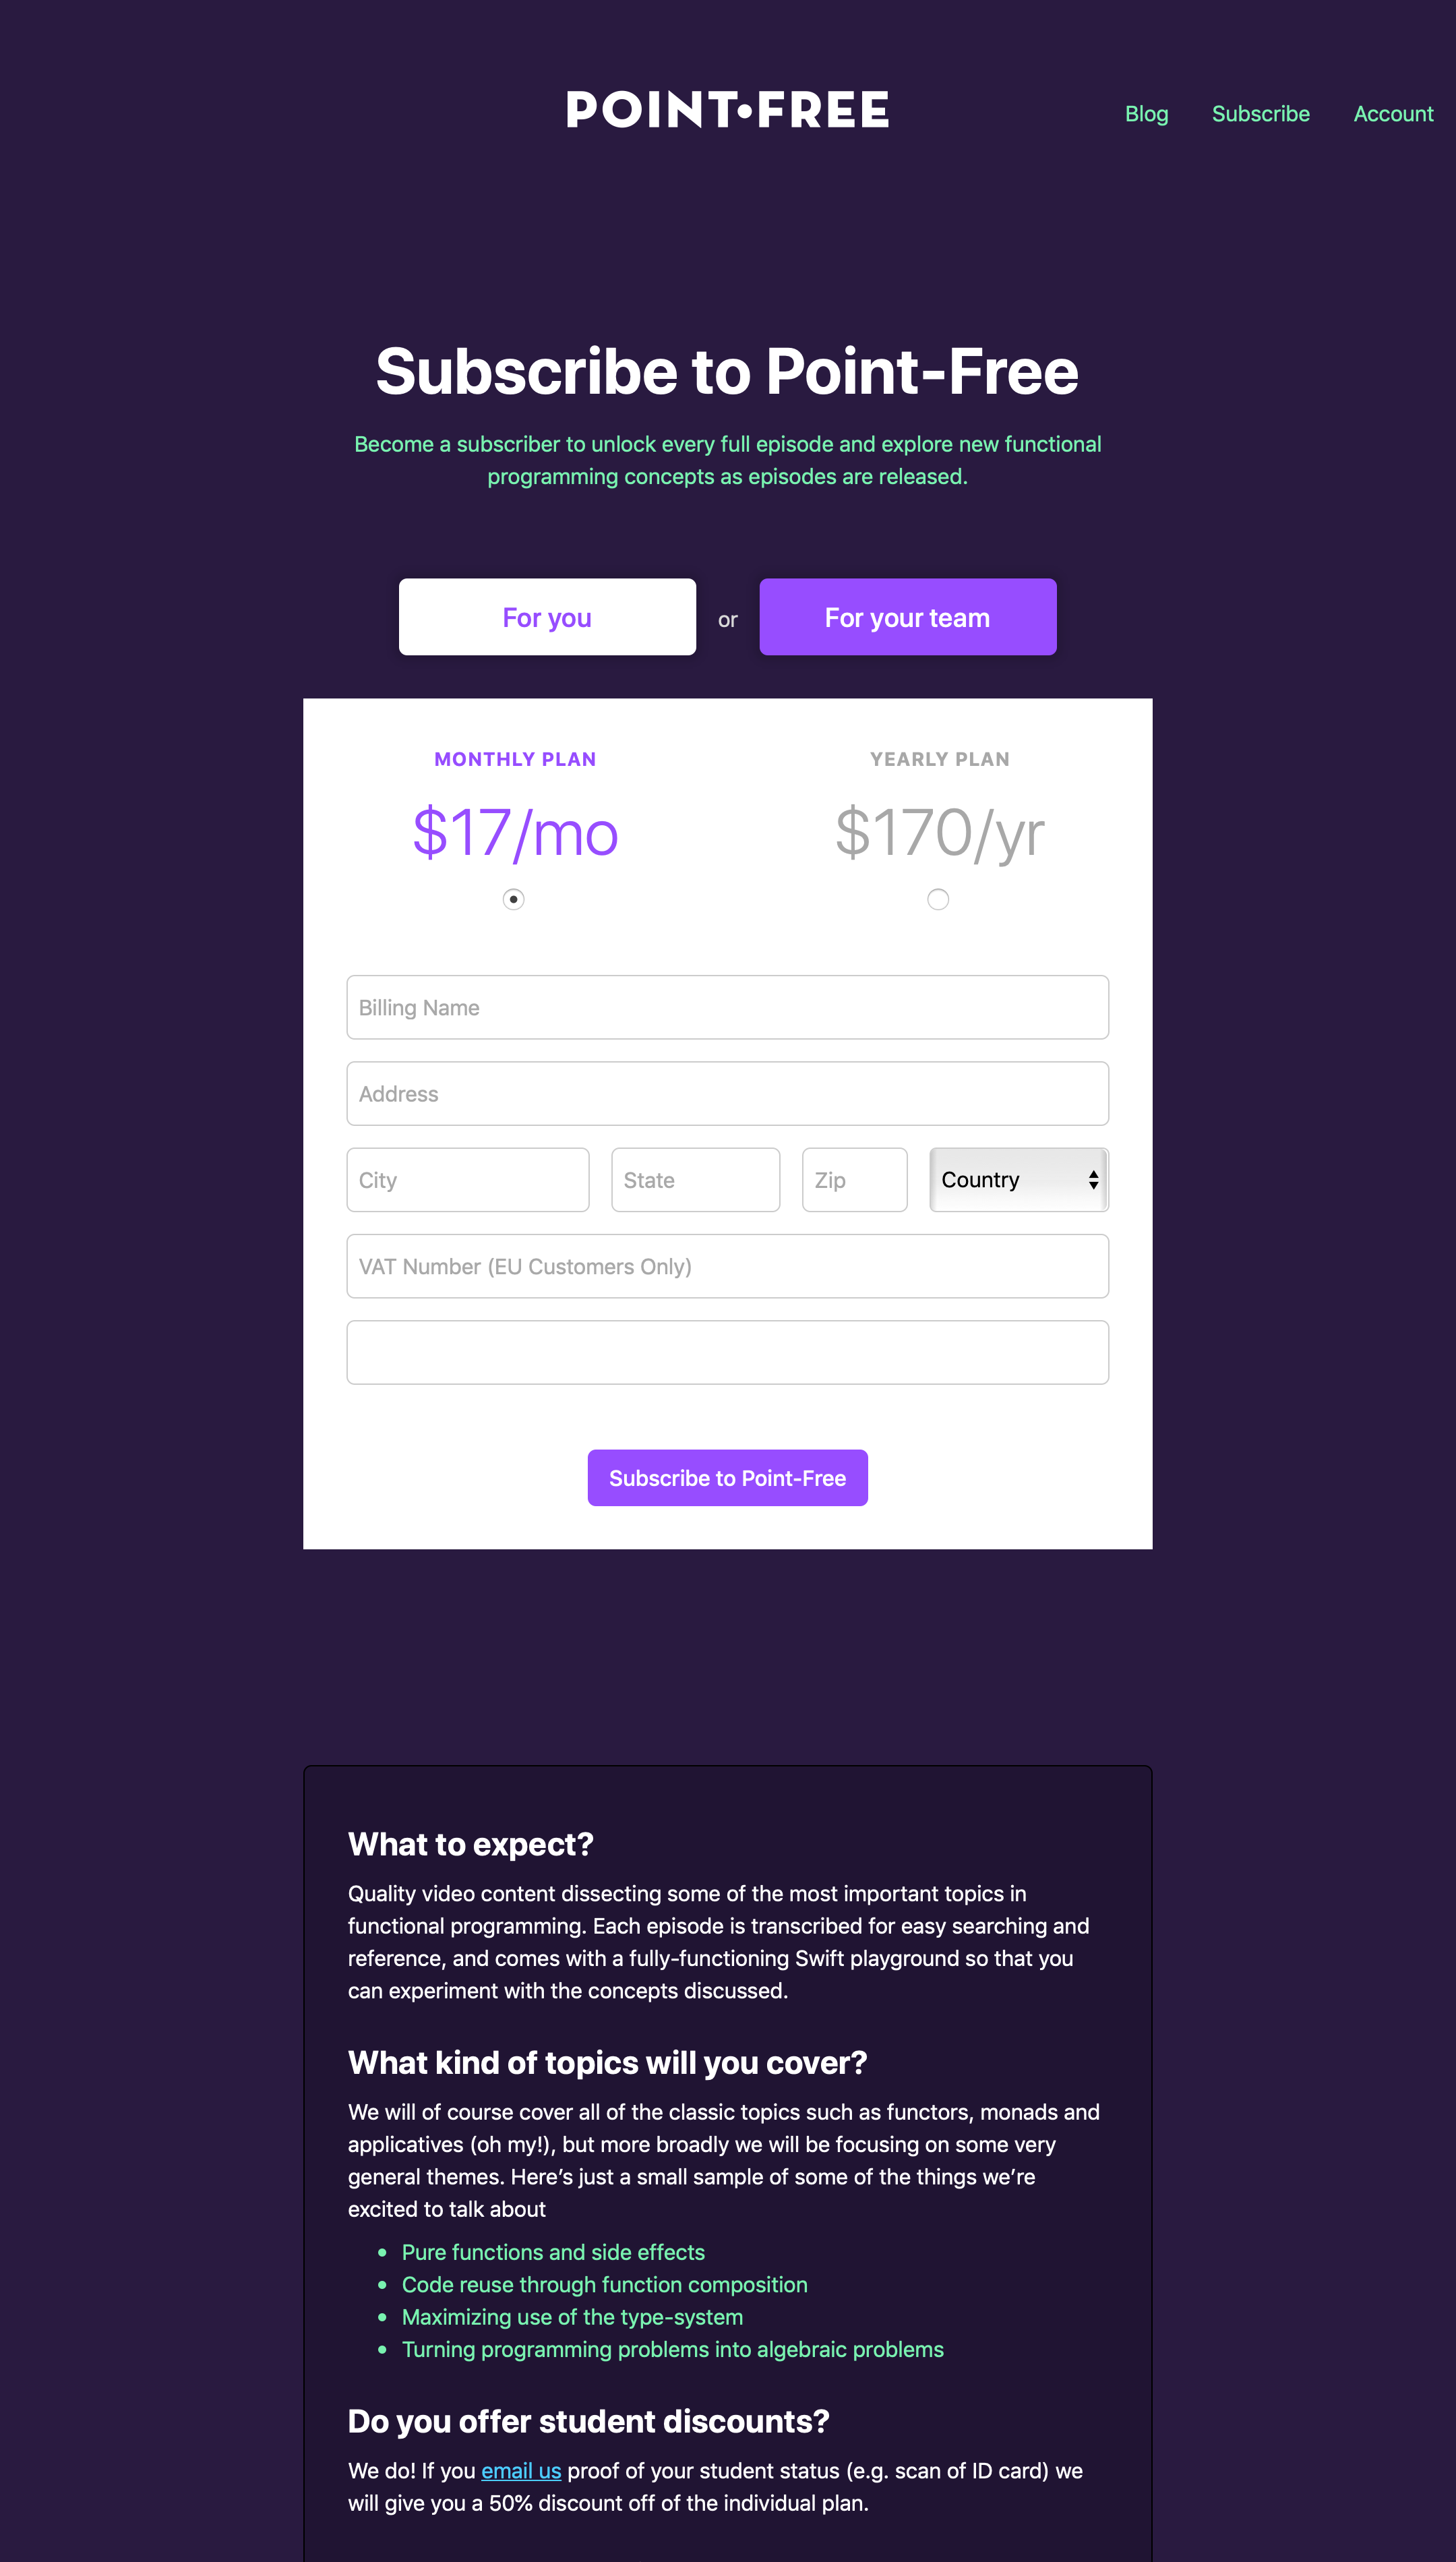 POINT•FREE
Blog Subscribe Account
Subscribe to Point-Free
Become a subscriber to unlock every full episode and explore new functional
programming concepts as episodes are released.
For you or For your team
MONTHLY PLAN YEARLY PLAN
$17/mo $170/yr
Billing Name
Address
City State Zip Country
VAT Number (EU Customers Only)
Subscribe to Point-Free
What to expect?
Quality video content dissecting some of the most important topics in
functional programming. Each episode is transcribed for easy searching and
reference, and comes with a fully-functioning Swift playground so that you
can experiment with the concepts discussed.
What kind of topics will you cover?
We will of course cover all of the classic topics such as functors, monads and
applicatives (oh my!), but more broadly we will be focusing on some very
general themes. Here’s just a small sample of some of the things we’re
excited to talk about
• Pure functions and side effects
• Code reuse through function composition
• Maximizing use of the type-system
• Turning programming problems into algebraic problems
Do you offer student discounts?
We do! If you email us proof of your student status (e.g. scan of ID card) we
will give you a 50% discount off of the individual plan.